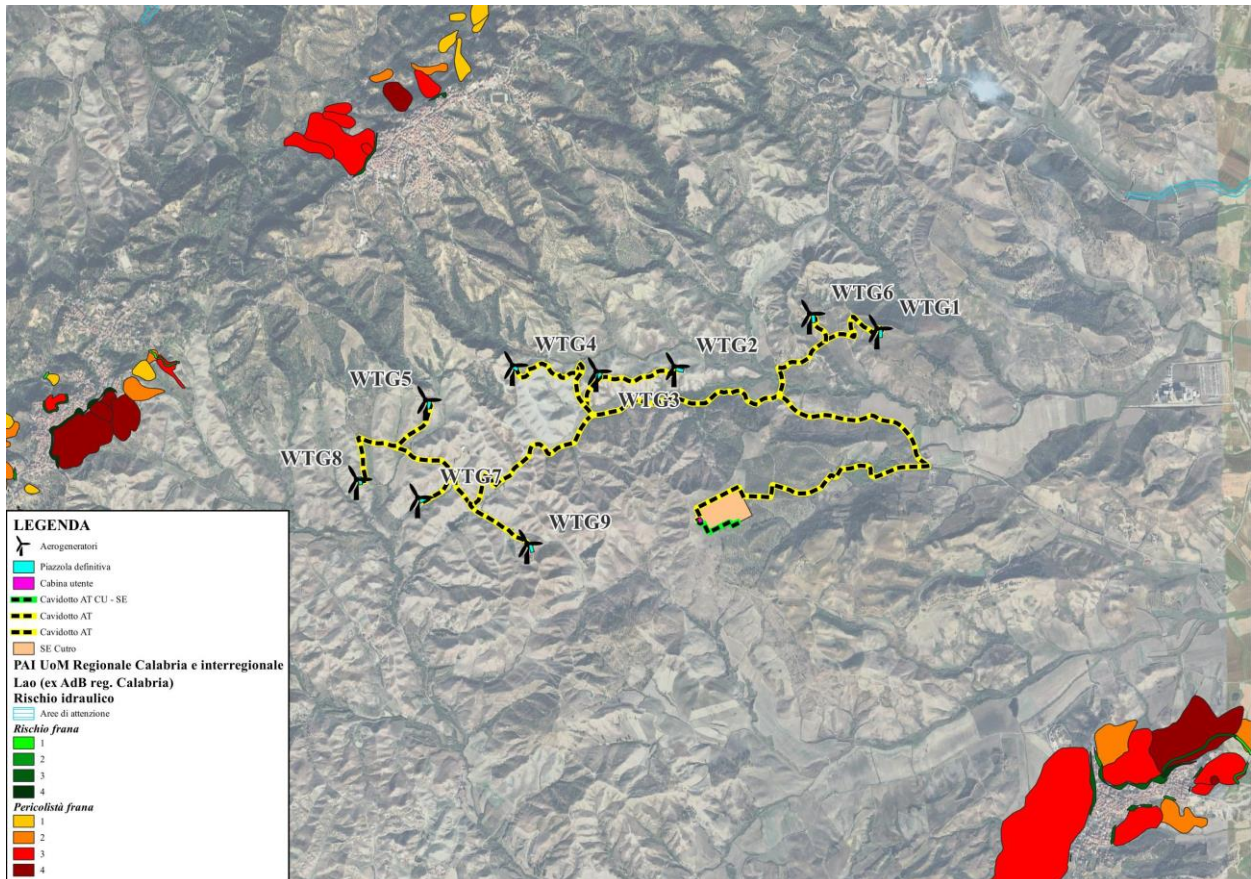 WTG6
WTG1
WTG4
WTG2
WTG5
WTG3
WTG8
WTG7
WTG9
LEGENDA
Aerogeneratori
Piazzola definitiva
Cabina utente
Cavidotto AT CU - SE
Cavidotto AT
Cavidotto AT
SE Cutro
PAI UoM Regionale Calabria e interregionale
Lao (ex AdB reg. Calabria)
Rischio idraulico
Aree di attenzione
Rischio frana
1
2
3
4
Pericolistà frana
1
2
3
4